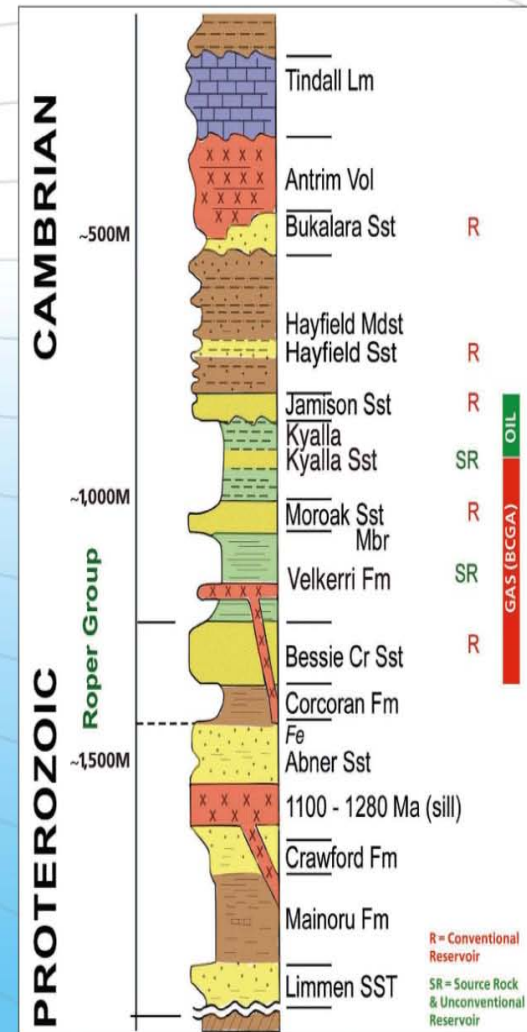 CAMBRIAN
PROTEROZOIC
Roper Group
~500M
~1,000M
~1,500M
Tindall Lm
Antrim Vol
Bukalara Sst R
Hayfield Mdst
Hayfield Sst R
Jamison Sst R
Kyalla
Kyalla Sst SR
Moroak Sst R
Mbr
Velkerri Fm SR
Bessie Cr Sst R
Corcoran Fm
Fe
Abner Sst
1100 - 1280 Ma (sill)
Crawford Fm
Mainoru Fm
Limmen SST
OIL
GAS (BCGA)
R = Conventional
Reservoir
SR = Source Rock
& Unconventional
Reservoir